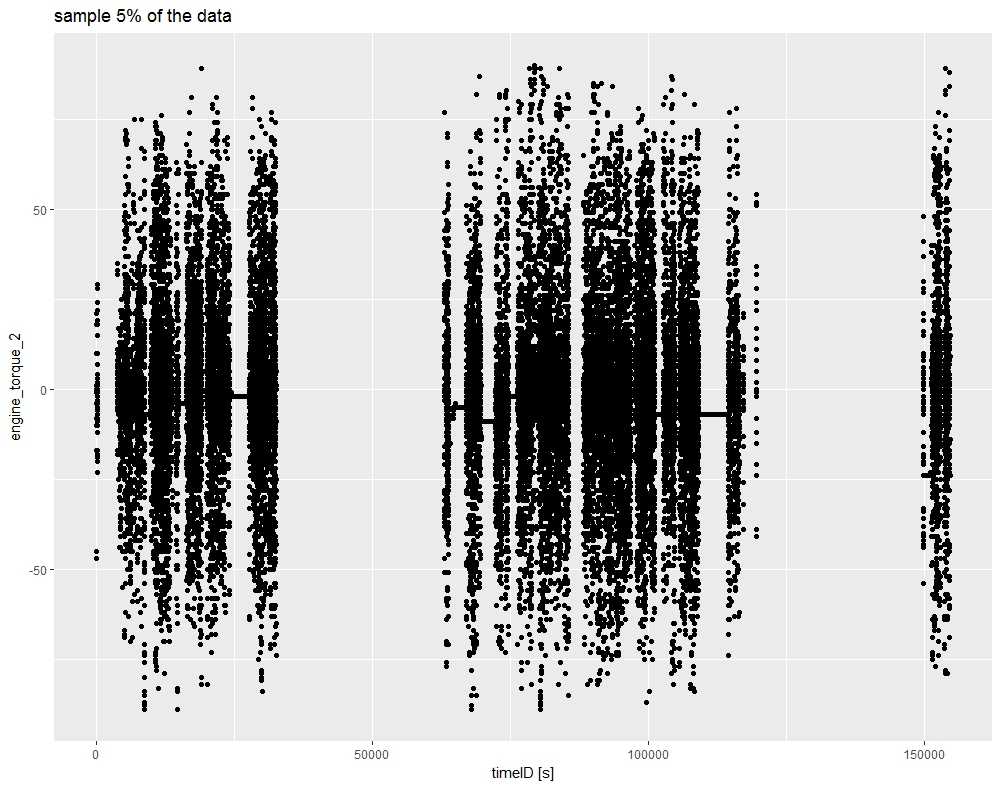 sample 5% of the data
engine_torque_2
50
0
-50
0
50000
100000
150000
timeID [s]